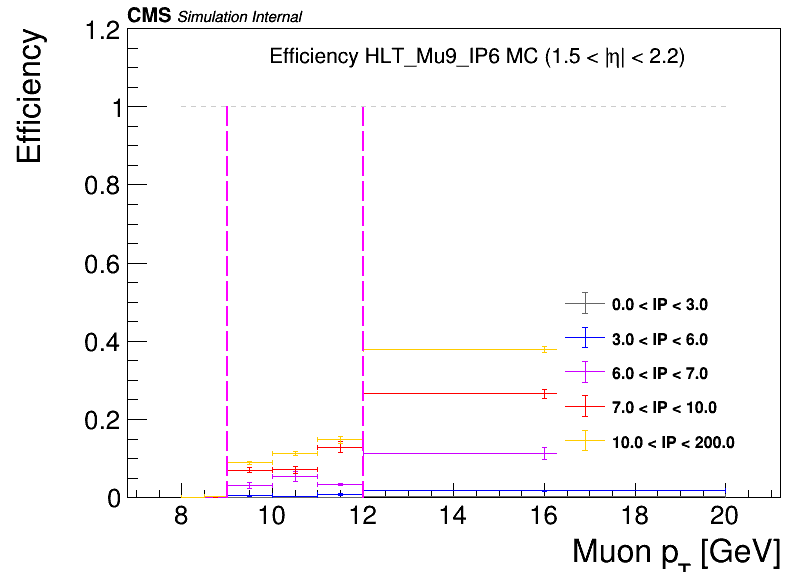 CMS Simulation Internal
Efficiency HLT_Mu9_IP6 MC (1.5 < |η| < 2.2)
Efficiency
1.2
1
0.8
0.6
0.4
0.2
0
0.0 < IP < 3.0
3.0 < IP < 6.0
6.0 < IP < 7.0
7.0 < IP < 10.0
10.0 < IP < 200.0
8 10 12 14 16 18 20
Muon p_T [GeV]